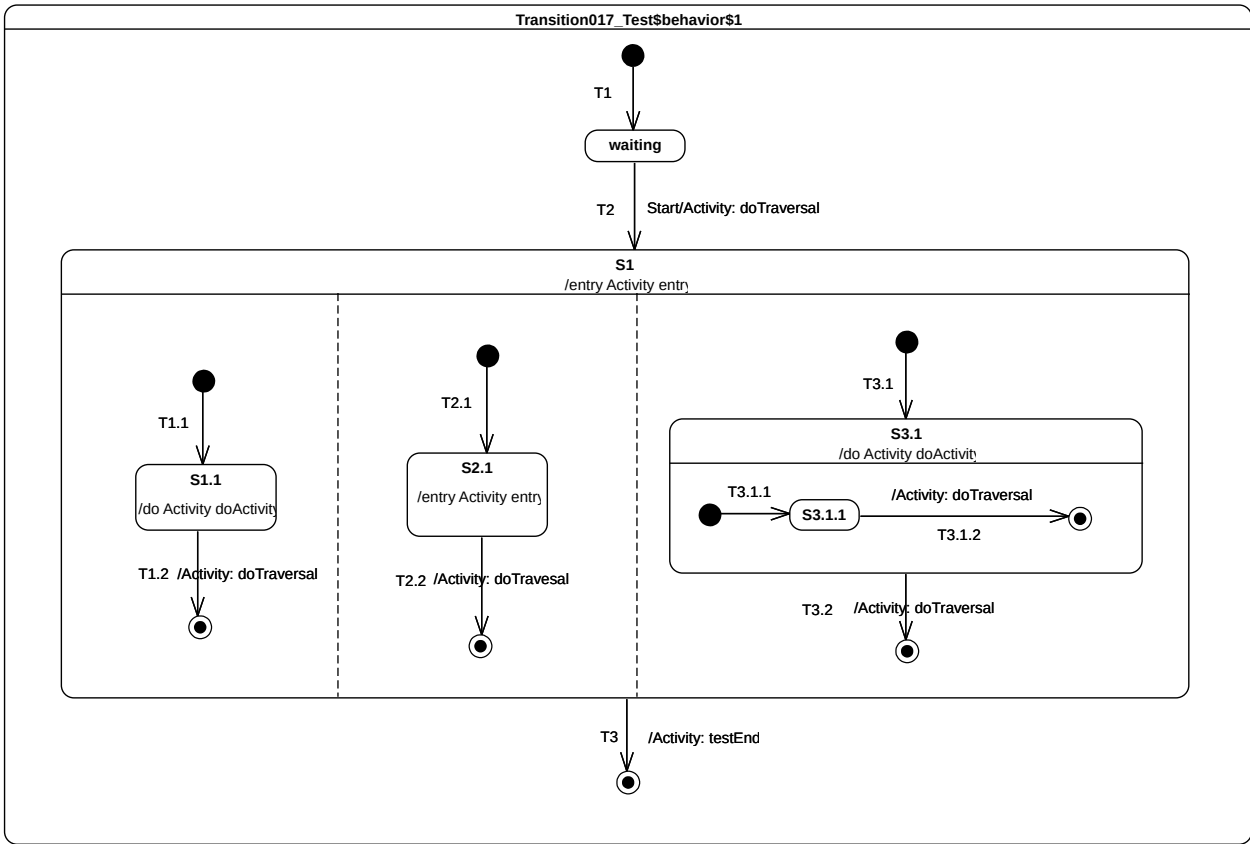 Transition017_Test$behavior$1
T1
waiting
T2
Start/Activity: doTraversal
S1
/entry Activity entry
T1.1
S1.1
/do Activity doActivity
T1.2 /Activity: doTraversal
T2.1
S2.1
/entry Activity entry
T2.2 /Activity: doTravesal
T3.1
S3.1
/do Activity doActivity
T3.1.1
S3.1.1
/Activity: doTraversal
T3.1.2
T3.2 /Activity: doTraversal
T3 /Activity: testEnd